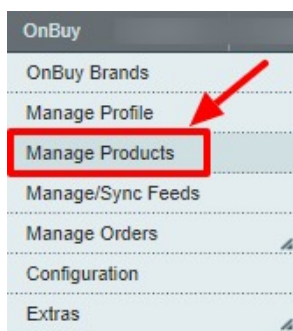 OnBuy
OnBuy Brands
Manage Profile
Manage Products
Manage/Sync Feeds
Manage Orders
Configuration
Extras